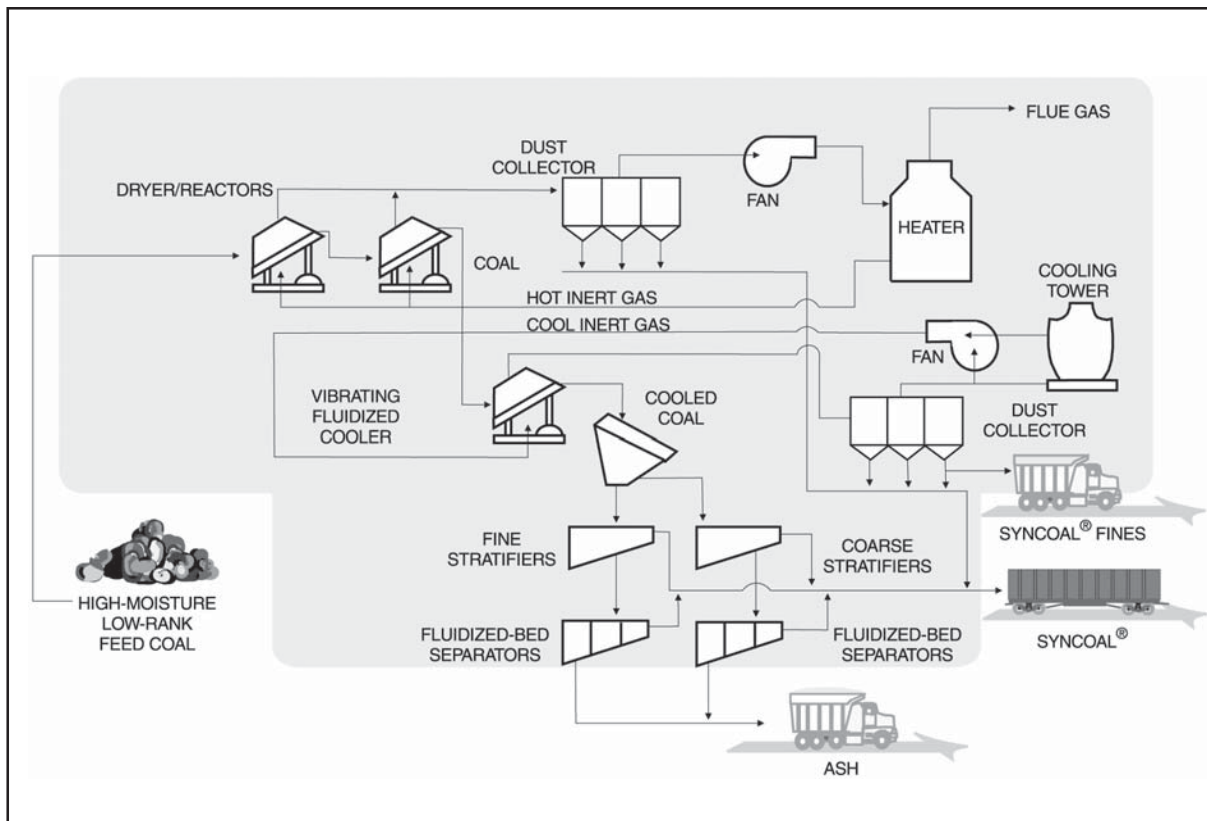 FLUE GAS
DUST
COLLECTOR
FAN
DRYER/REACTORS
HEATER
COAL
COOLING
TOWER
HOT INERT GAS
COOL INERT GAS
FAN
VIBRATING
FLUIDIZED
COOLER
COOLED
COAL
DUST
COLLECTOR
SYNCOAL® FINES
FINE
STRATIFIERS
COARSE
STRATIFIERS
HIGH-MOISTURE
LOW-RANK
FEED COAL
FLUIDIZED-BED
SEPARATORS
FLUIDIZED-BED
SEPARATORS
SYNCOAL®
ASH